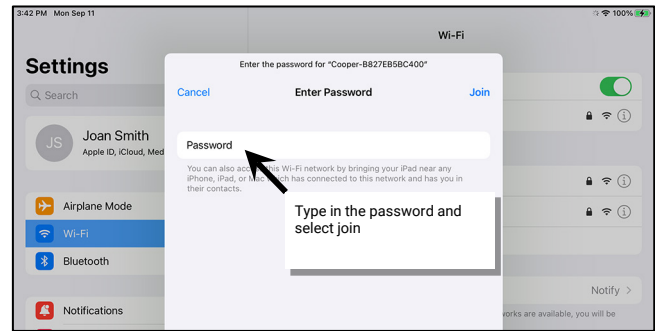 3:42 PM Mon Sep 11
100%
Wi-Fi
Settings
Search
JS
Joan Smith
Apple ID, iCloud, Med
Airplane Mode
Wi-Fi
Bluetooth
Notifications
Enter the password for “Cooper-B827EB5BC400”
Cancel
Enter Password
Join
Password
You can also acc this Wi-Fi network by bringing your iPad near any
iPhone, iPad, or Mac which has connected to this network and has you in
their contacts.
Type in the password and
select join
Notify
works are available, you will be